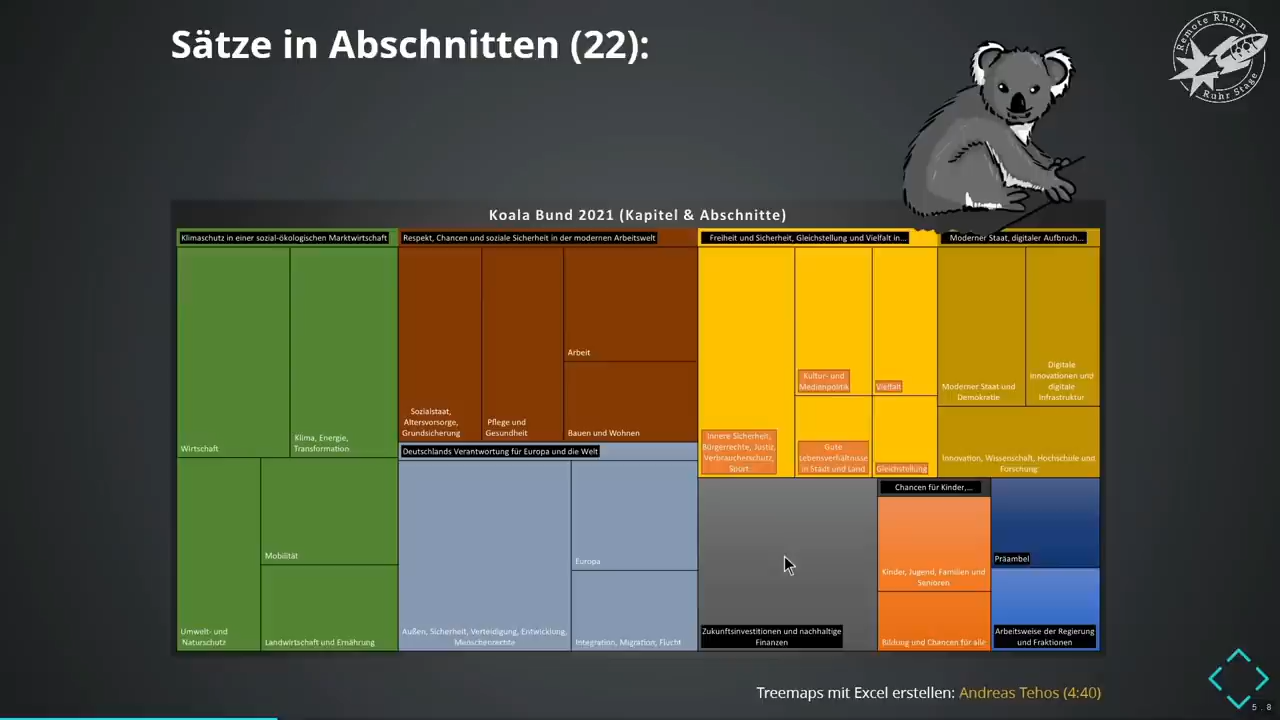 Sätze in Abschnitten (22):
Remote Rhein
Ruhr Stage
Koala Bund 2021 (Kapitel & Abschnitte)
Klimaschutz in einer sozial-ökologischen Marktwirtschaft
Respekt, Chancen und soziale Sicherheit in der modernen Arbeitswelt
Freiheit und Sicherheit, Gleichstellung und Vielfalt in...
Moderner Staat, digitaler Aufbruch...
Wirtschaft
Klima, Energie,
Transformation
Umwelt- und
Naturschutz
Mobilität
Landwirtschaft und Ernährung
Sozialstaat,
Altersvorsorge,
Grundsicherung
Pflege und
Gesundheit
Arbeit
Bauen und Wohnen
Deutschlands Verantwortung für Europa und die Welt
Außen, Sicherheit, Verteidigung, Entwicklung,
Menschenrechte
Europa
Integration, Migration, Flucht
Innere Sicherheit,
Bürgerrechte, Justiz,
Verbraucherschutz,
Sport
Kultur- und
Medienpolitik
Vielfalt
Gute
Lebensverhältnisse
in Stadt und Land
Gleichstellung
Moderner Staat und
Demokratie
Digitale
Innovationen und
digitale
Infrastruktur
Innovation, Wissenschaft, Hochschule und
Forschung
Zukunftsinvestitionen und nachhaltige
Finanzen
Chancen für Kinder,...
Kinder, Jugend, Familien und
Senioren
Bildung und Chancen für alle
Präambel
Arbeitsweise der Regierung
und Fraktionen
Treemaps mit Excel erstellen: Andreas Tehos (4:40)
5 . 8